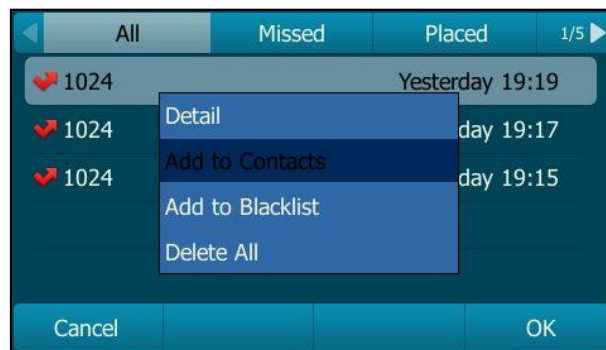 All Missed Placed 1/5
1024 Yesterday 19:19
Detail
1024 day 19:17
Add to Contacts
1024 day 19:15
Add to Blacklist
Delete All
Cancel OK